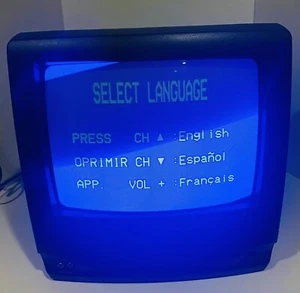 SELECT LANGUAGE
PRESS CH ▲ :English
OPRIMIR CH ▼ :Español
APP. VOL + :Français